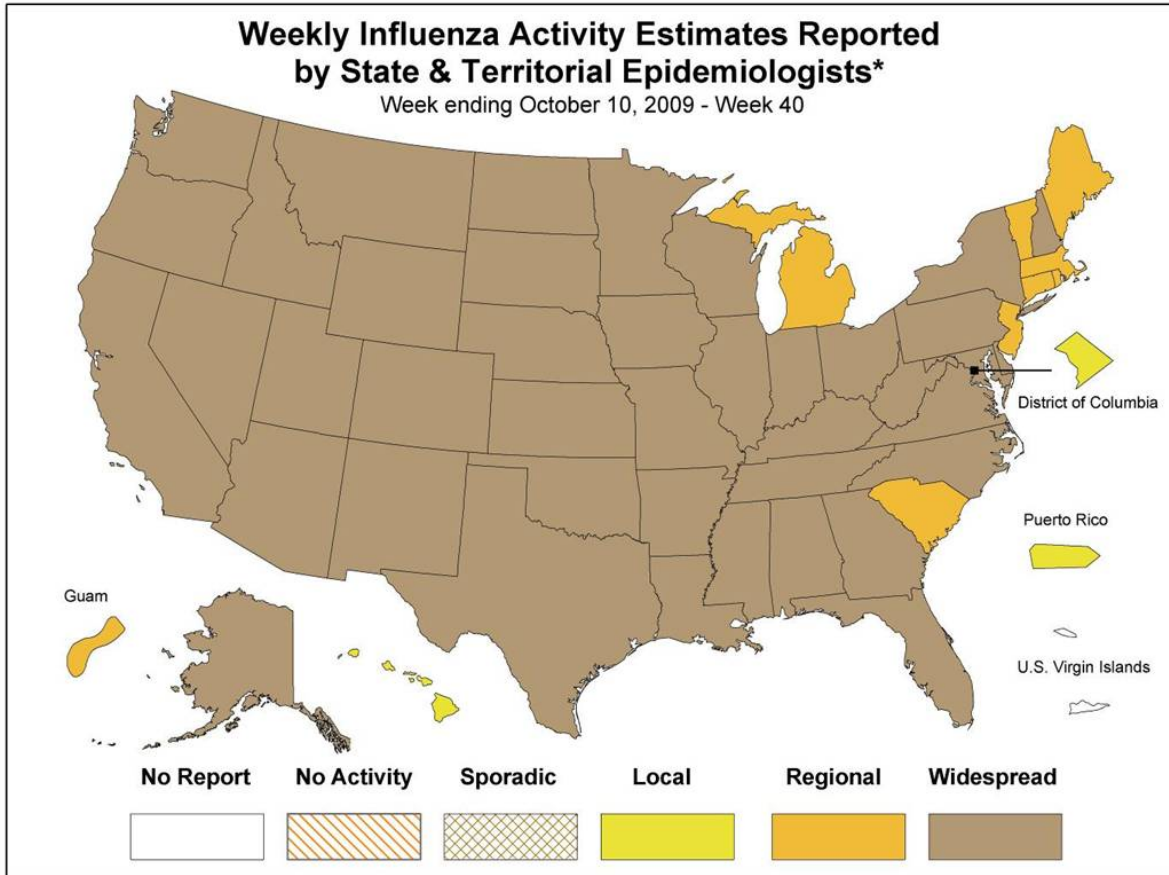 Weekly Influenza Activity Estimates Reported
by State & Territorial Epidemiologists*
Week ending October 10, 2009 - Week 40
District of Columbia
Puerto Rico
Guam
U.S. Virgin Islands
No Report No Activity Sporadic Local Regional Widespread